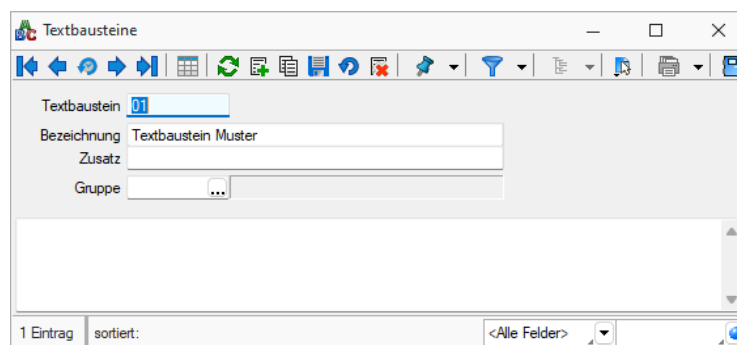 Textbausteine
Textbaustein 01
Bezeichnung Textbaustein Muster
Zusatz
Gruppe ...
1 Eintrag sortiert: <Alle Felder>